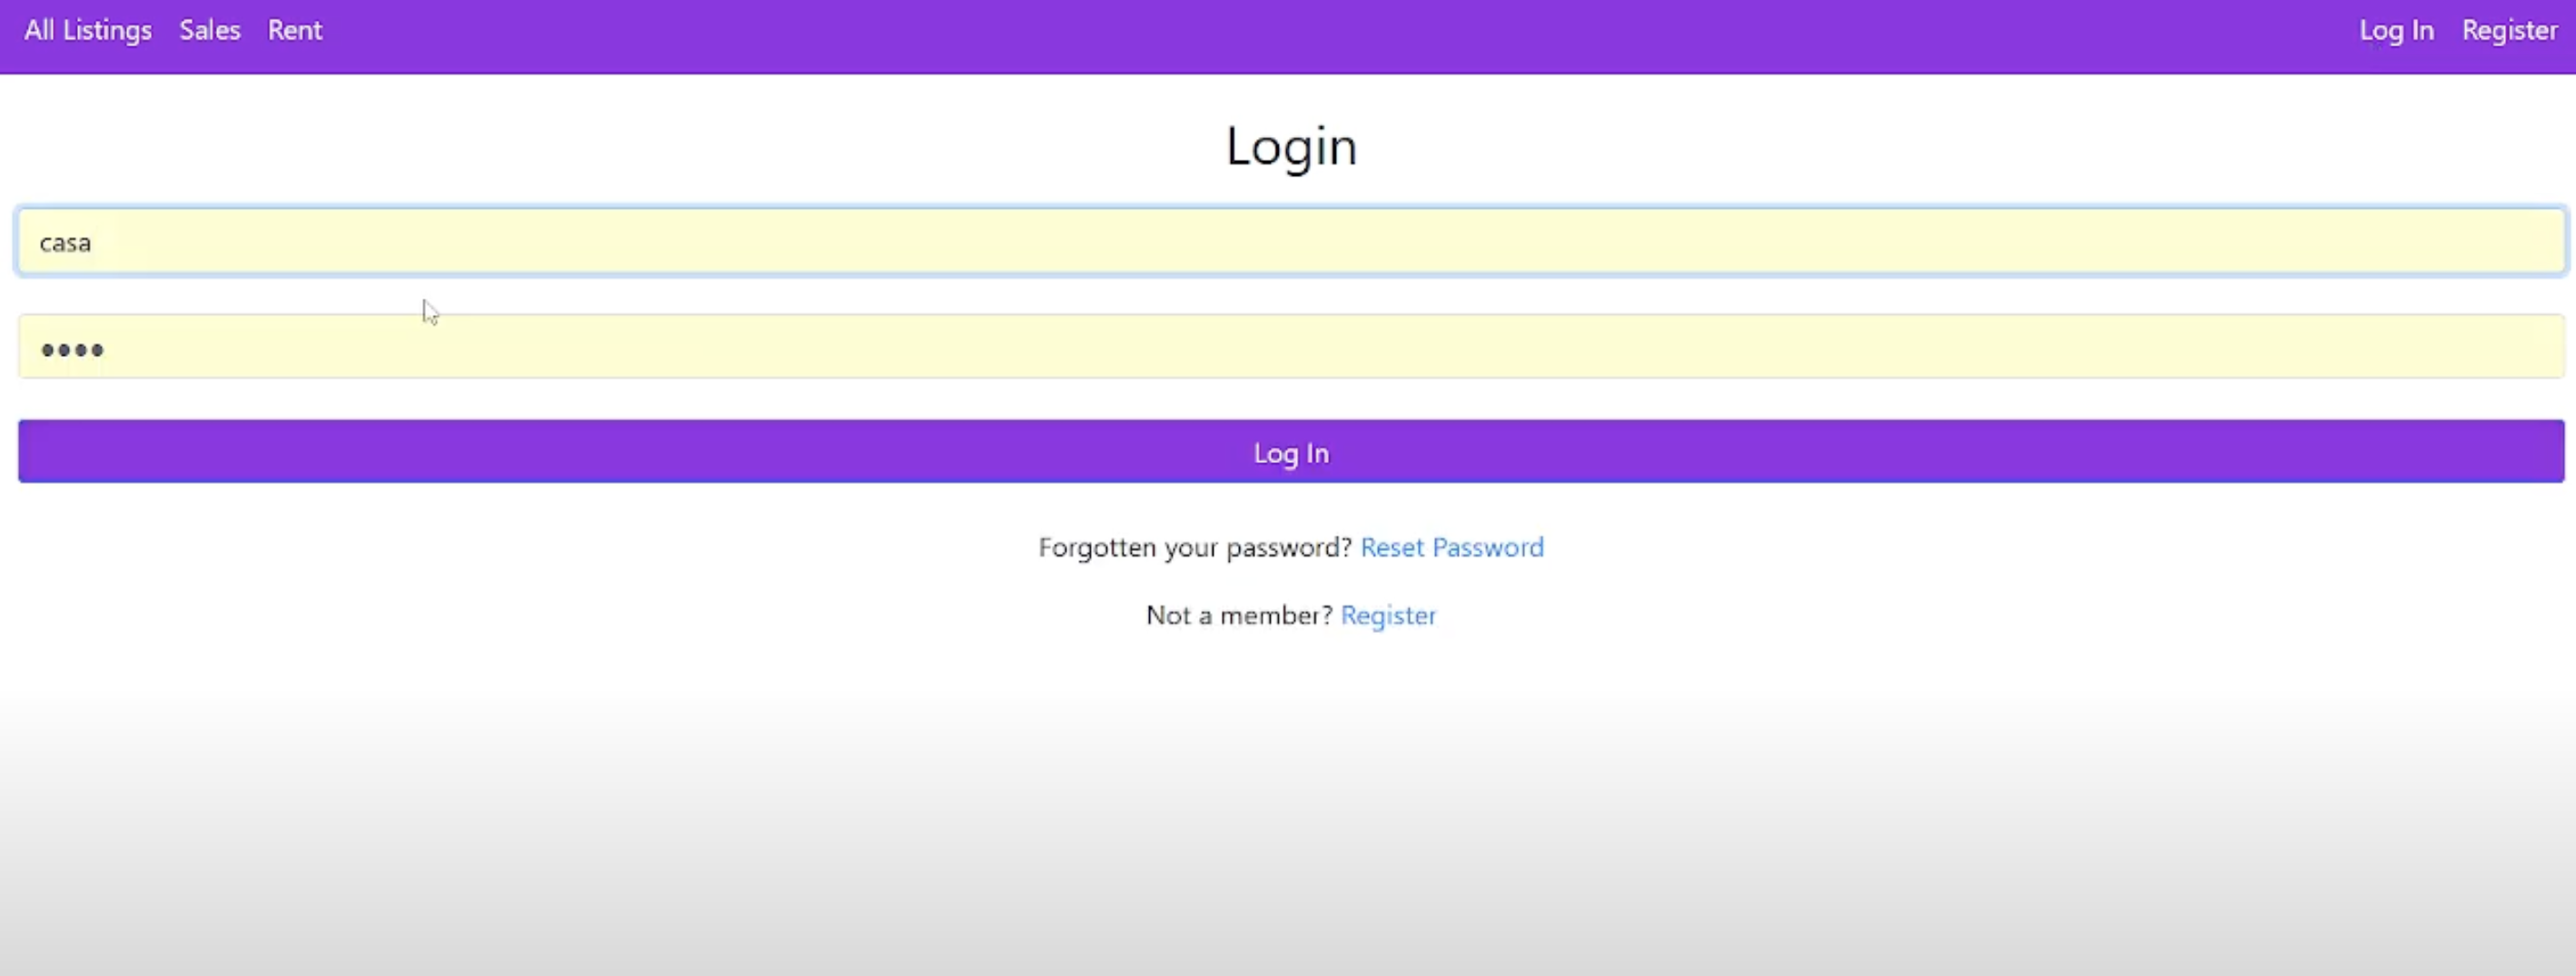 All Listings Sales Rent Log In Register
Login
casa
••••
Log In
Forgotten your password? Reset Password
Not a member? Register